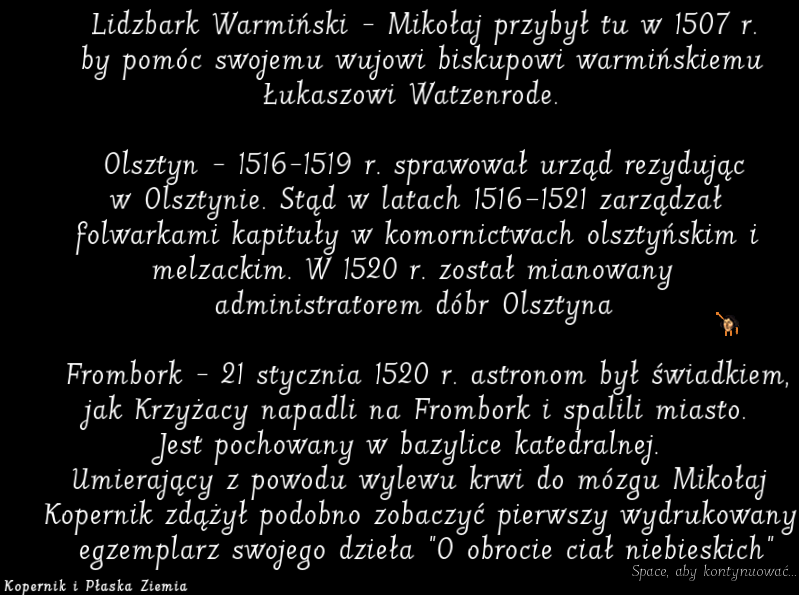 Lidzbark Warmiński - Mikołaj przybył tu w 1507 r.
by pomóc swojemu wujowi biskupowi warmińskiemu
Łukaszowi Watzenrode.
Olsztyn - 1516-1519 r. sprawował urząd rezydując
w Olsztynie. Stąd w latach 1516-1521 zarządzał
folwarkami kapituły w komornictwach olsztyńskim i
melzackim. W 1520 r. został mianowany
administratorem dóbr Olsztyna
Frombork - 21 stycznia 1520 r. astronom był świadkiem,
jak Krzyżacy napadli na Frombork i spalili miasto.
Jest pochowany w bazylice katedralnej.
Umierający z powodu wylewu krwi do mózgu Mikołaj
Kopernik zdążył podobno zobaczyć pierwszy wydrukowany
egzemplarz swojego dzieła "O obrocie ciał niebieskich"
Space, aby kontynuować...
Kopernik i Płaska Ziemia